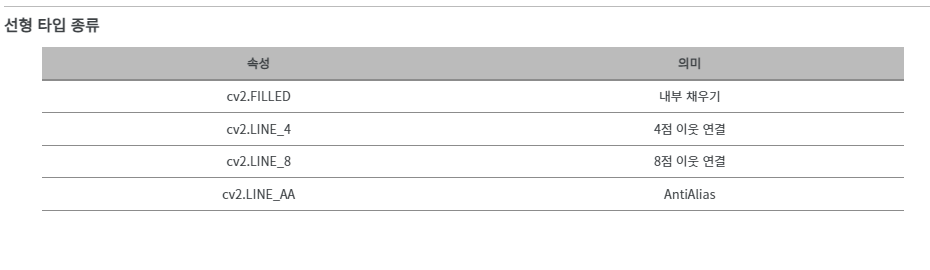 선형 타입 종류
속성 의미
cv2.FILLED 내부 채우기
cv2.LINE_4 4점 이웃 연결
cv2.LINE_8 8점 이웃 연결
cv2.LINE_AA AntiAlias